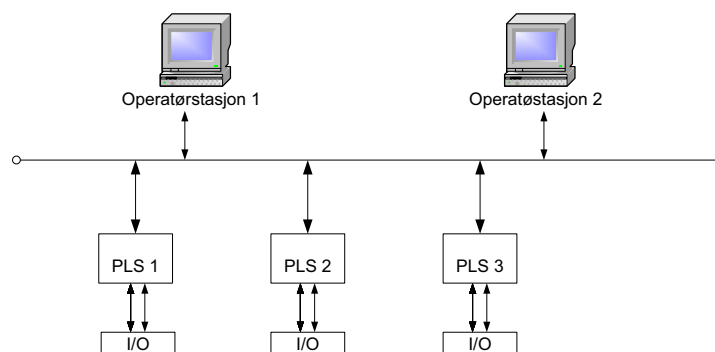 Operatørstasjon 1
Operatøstasjon 2
PLS 1
PLS 2
PLS 3
I/O
I/O
I/O